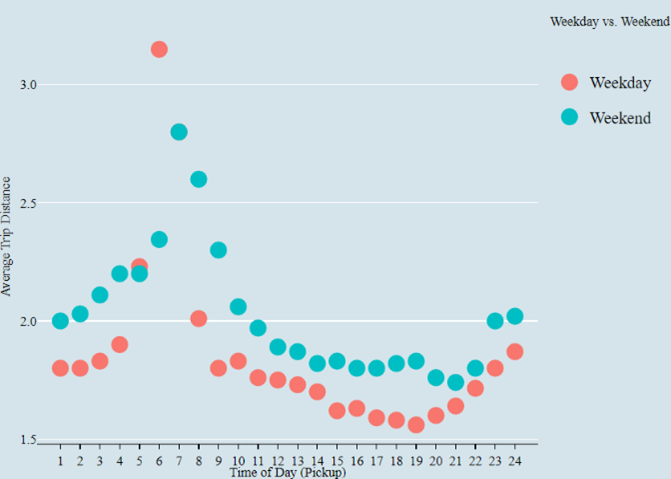 Weekday vs. Weekend
Weekday
Weekend
Average Trip Distance
3.0
2.5
2.0
1.5
1 2 3 4 5 6 7 8 9 10 11 12 13 14 15 16 17 18 19 20 21 22 23 24
Time of Day (Pickup)